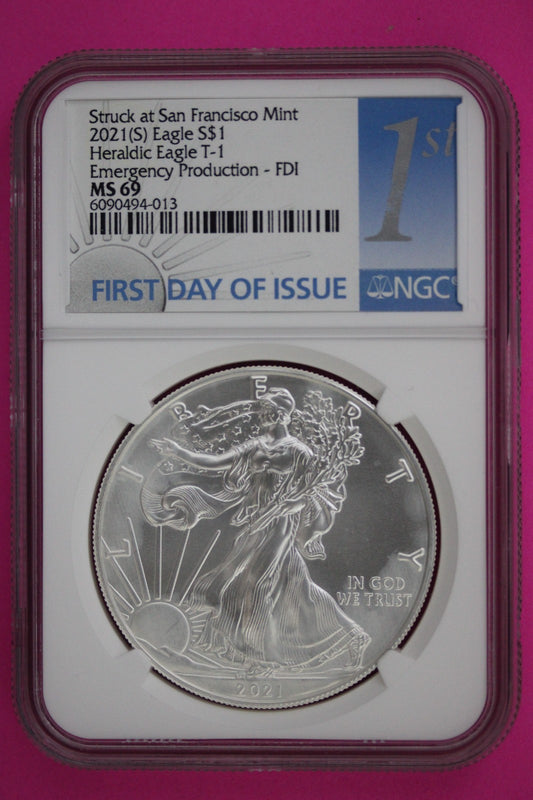 Struck at San Francisco Mint
2021(S) Eagle S$1
Heraldic Eagle T-1
Emergency Production - FDI
MS 69
6090494-013
1st
FIRST DAY OF ISSUE
NGC®
LIBERTY
IN GOD
WE TRUST
2021